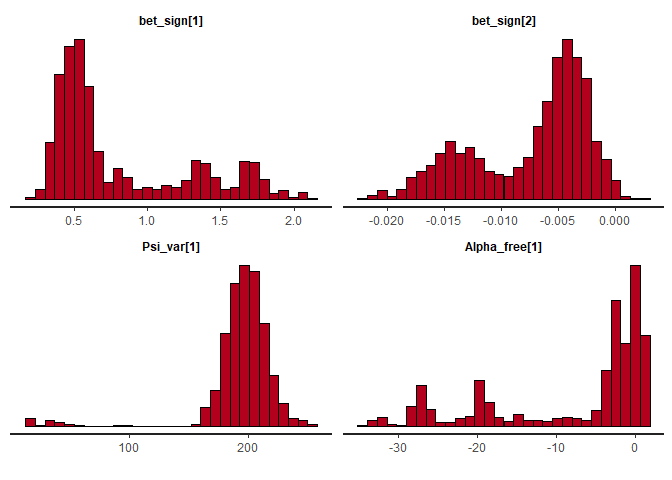 bet_sign[1]
bet_sign[2]
0.5 1.0 1.5 2.0
-0.020 -0.015 -0.010 -0.005 0.000
Psi_var[1]
Alpha_free[1]
100 200
-30 -20 -10 0